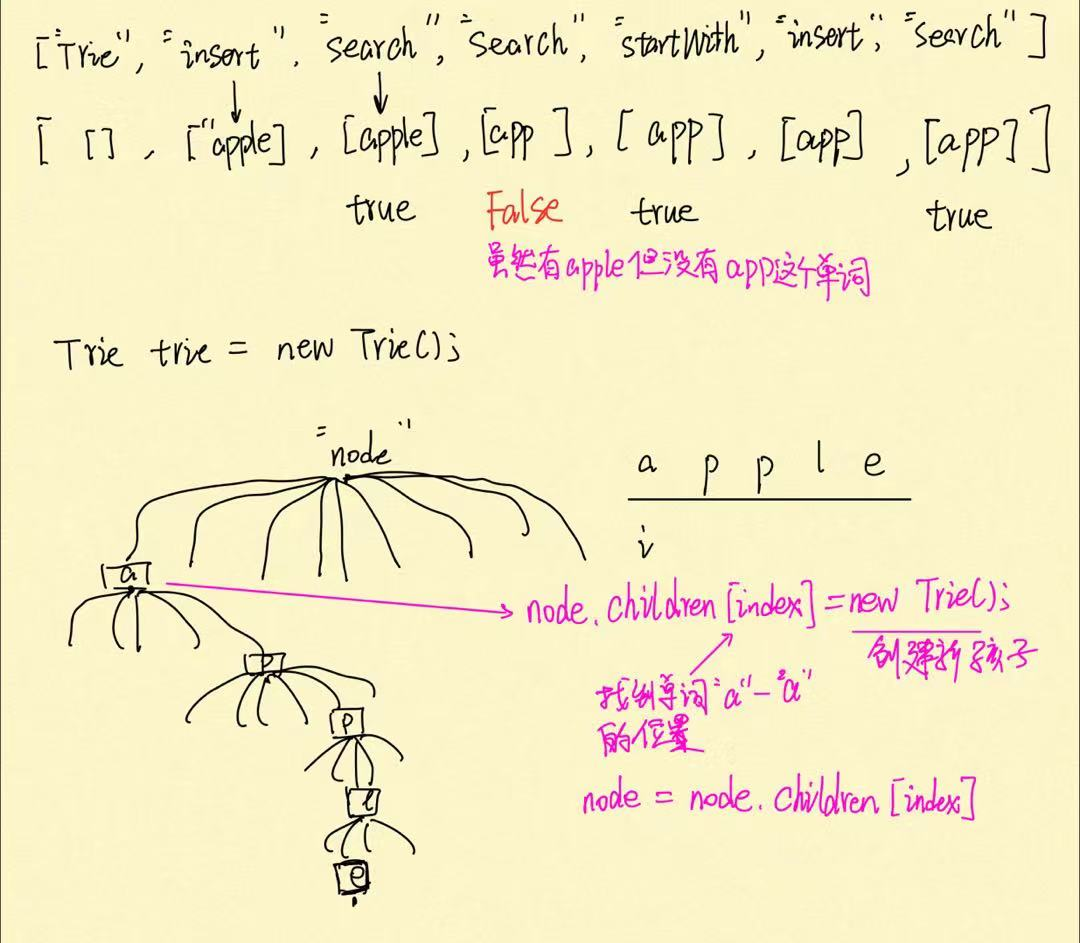 ["Trie", "insert", "search", "search", "startWith", "insert", "search"]
[ [], ["apple], [apple], [app], [app], [app], [app]]
true False true true
虽然有apple但没有app这个单词
Trie trie = new Trie();
"node"
a p p l e
i
a
node.children[index]=new Trie();
创建新孩子
p
找到单词"a"-"a"
的位置
p
node = node.children[index]
l
e